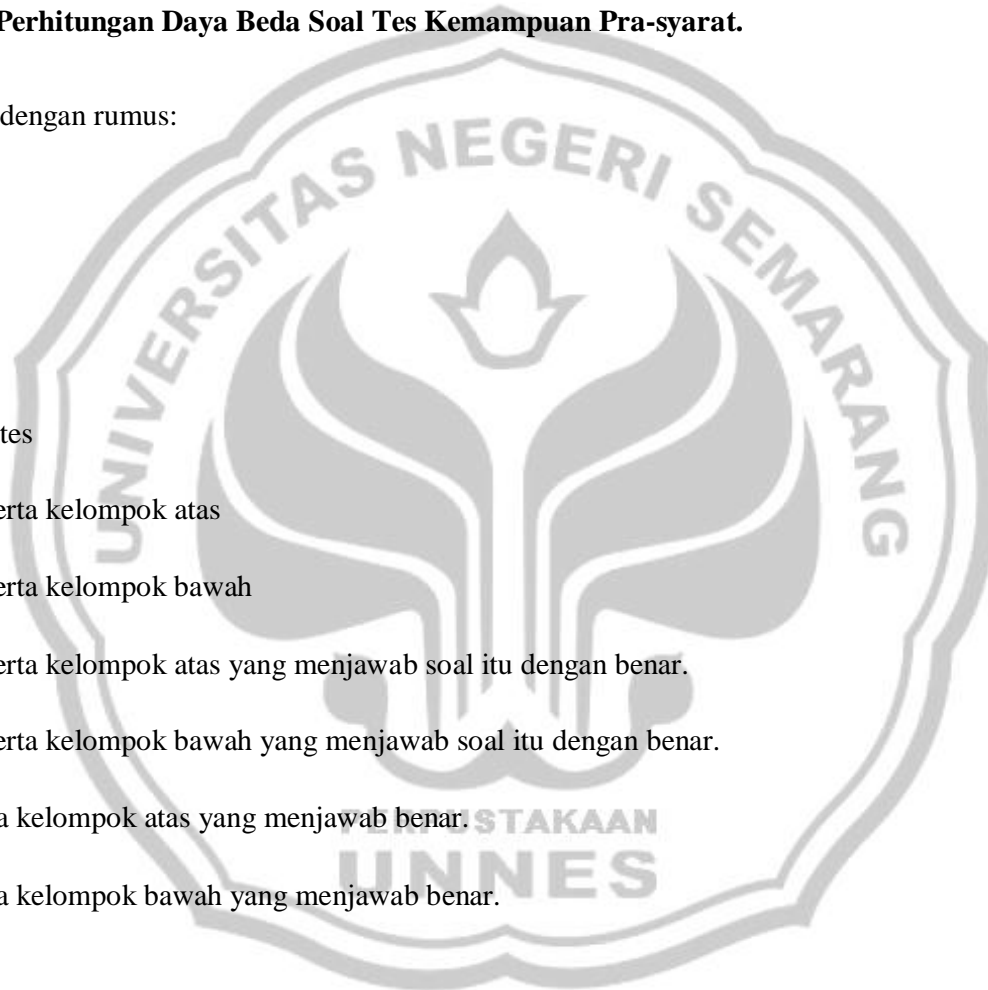 Perhitungan Daya Beda Soal Tes Kemampuan Pra-syarat.
dengan rumus:
UNIVERSITAS NEGERI SEMARANG
tes
erta kelompok atas
erta kelompok bawah
erta kelompok atas yang menjawab soal itu dengan benar.
erta kelompok bawah yang menjawab soal itu dengan benar.
a kelompok atas yang menjawab benar.
PERPUSTAKAAN
UNNES
a kelompok bawah yang menjawab benar.